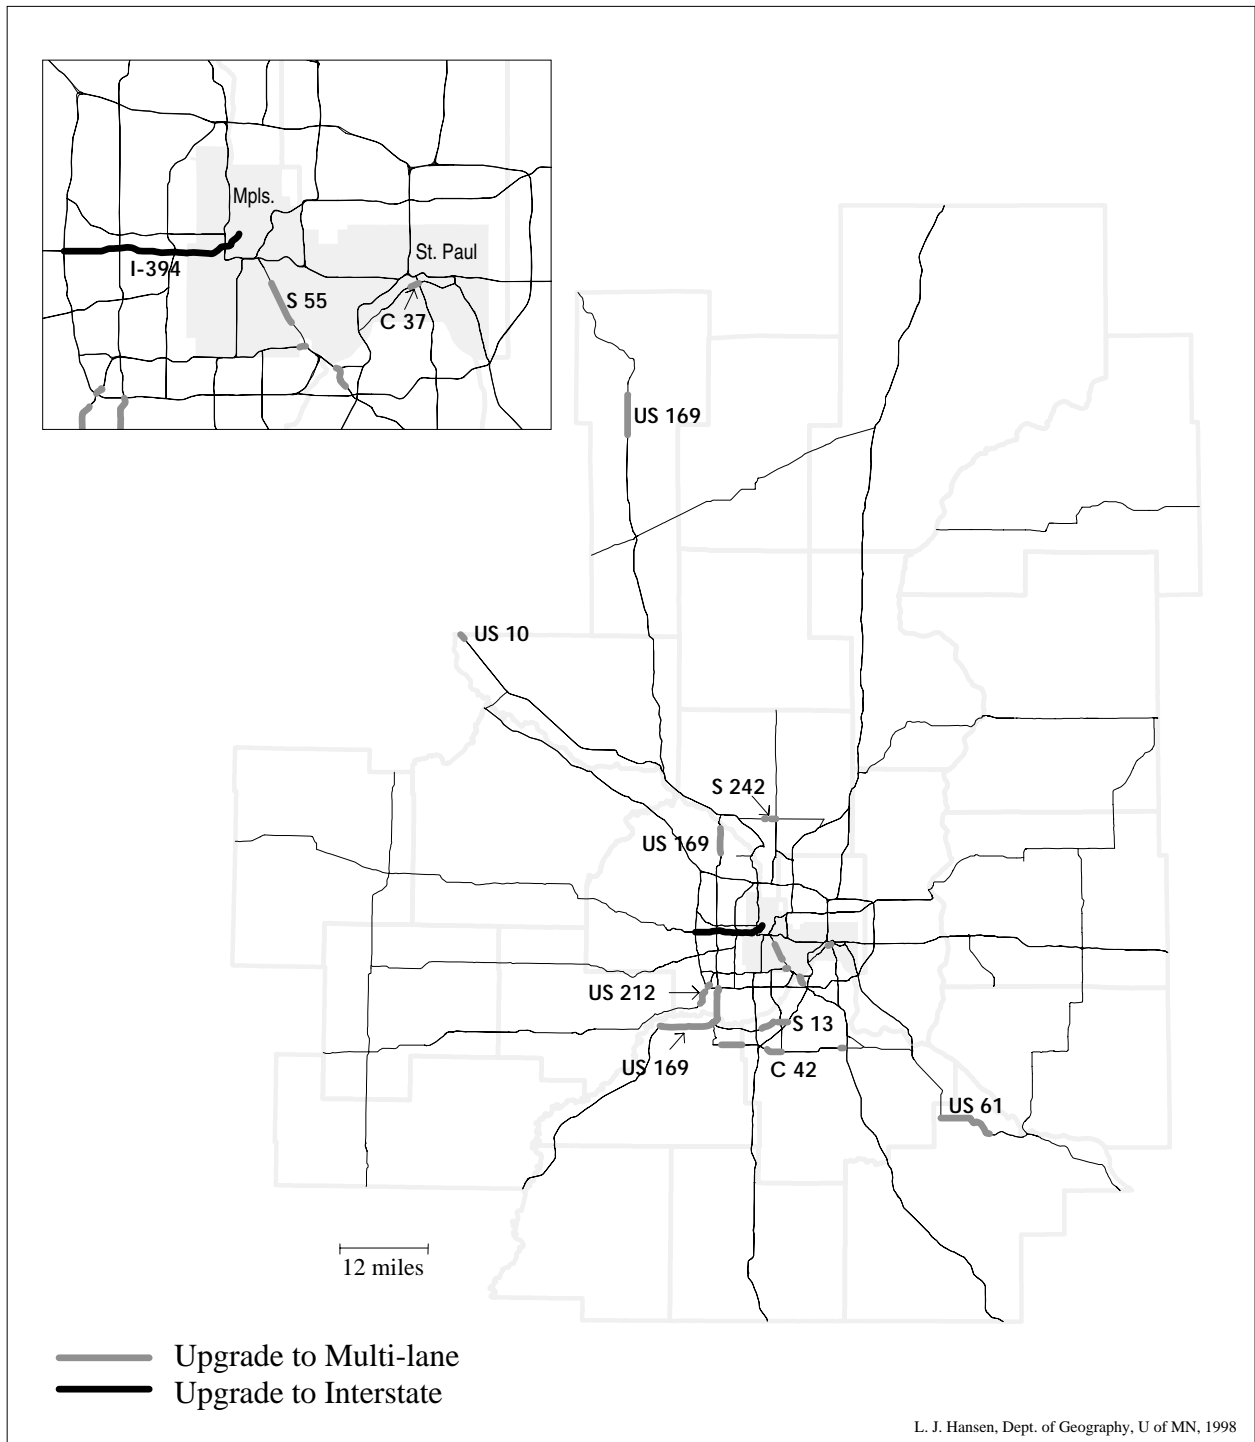 Mpls.
St. Paul
I-394
S 55
C 37
US 169
US 10
S 242
US 169
US 212
S 13
US 169
C 42
US 61
12 miles
Upgrade to Multi-lane
Upgrade to Interstate
L. J. Hansen, Dept. of Geography, U of MN, 1998